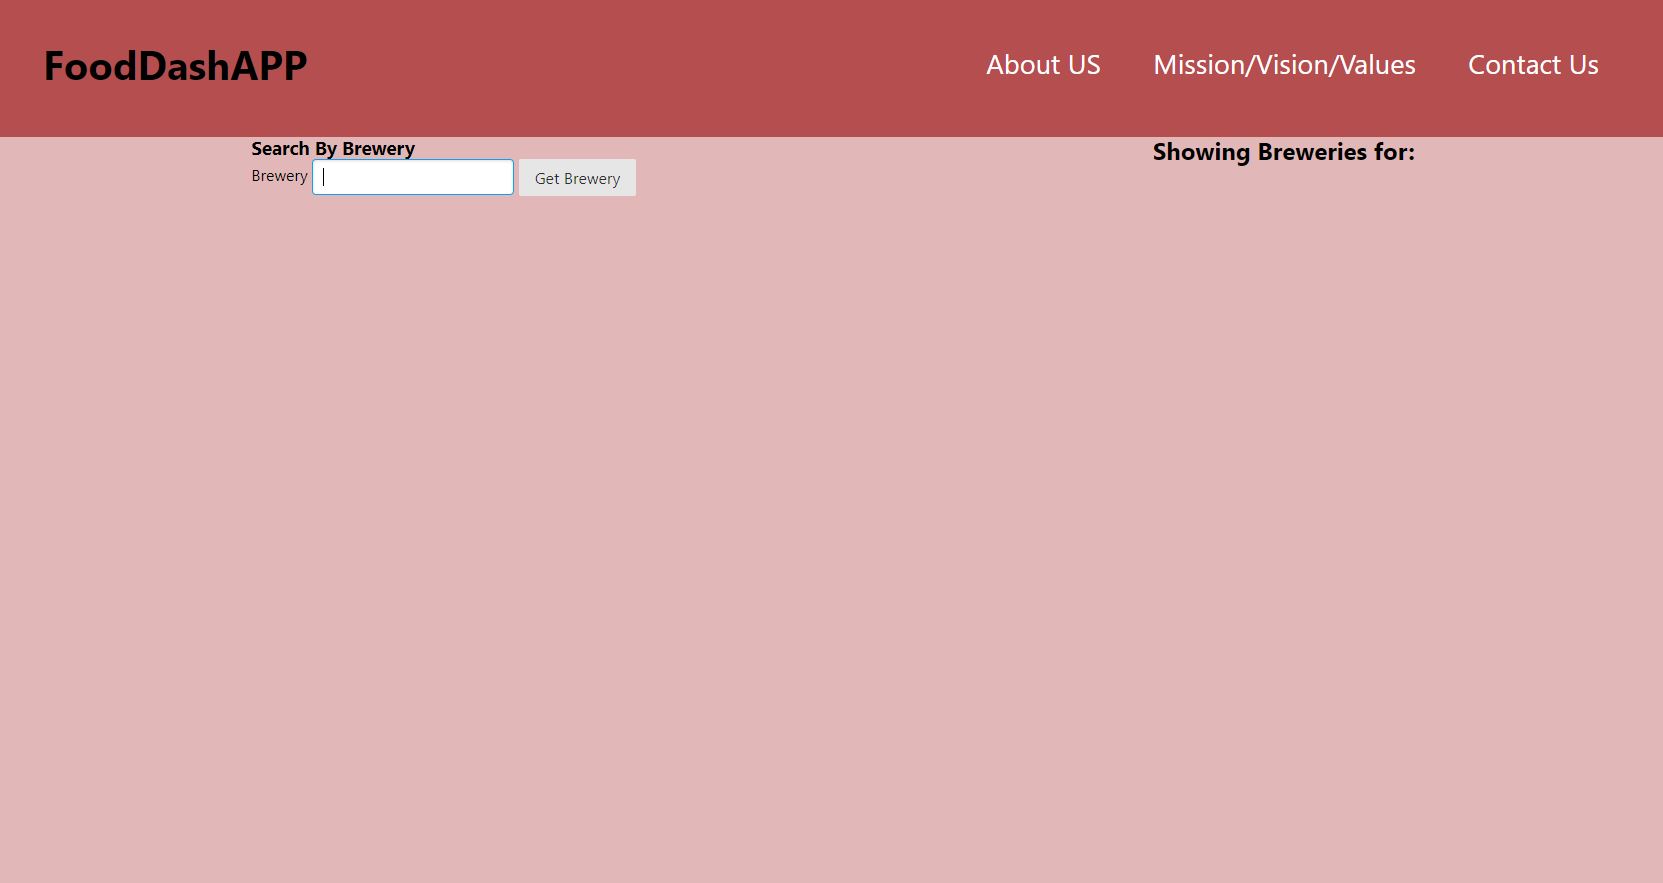 FoodDashAPP
About US Mission/Vision/Values Contact Us
Search By Brewery
Brewery Get Brewery
Showing Breweries for: